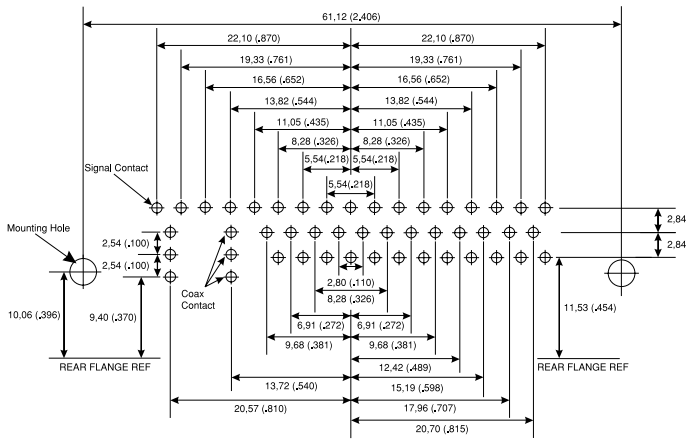 61,12 (2.406)
22,10 (.870) 22,10 (.870)
19,33 (.761) 19,33 (.761)
16,56 (.652) 16,56 (.652)
13,82 (.544) 13,82 (.544)
11,05 (.435) 11,05 (.435)
8,28 (.326) 8,28 (.326)
5,54(.218) 5,54(.218)
5,54(.218)
Signal Contact
2,84
Mounting Hole
2,54 (.100)
2,84
2,54 (.100)
Coax
Contact
2,80 (.110)
8,28 (.326)
10,06 (.396)
9,40 (.370)
11,53 (.454)
6,91 (.272) 6,91 (.272)
9,68 (.381) 9,68 (.381)
REAR FLANGE REF
REAR FLANGE REF
12,42 (.489)
13,72 (.540)
15,19 (.598)
20,57 (.810)
17,96 (.707)
20,70 (.815)